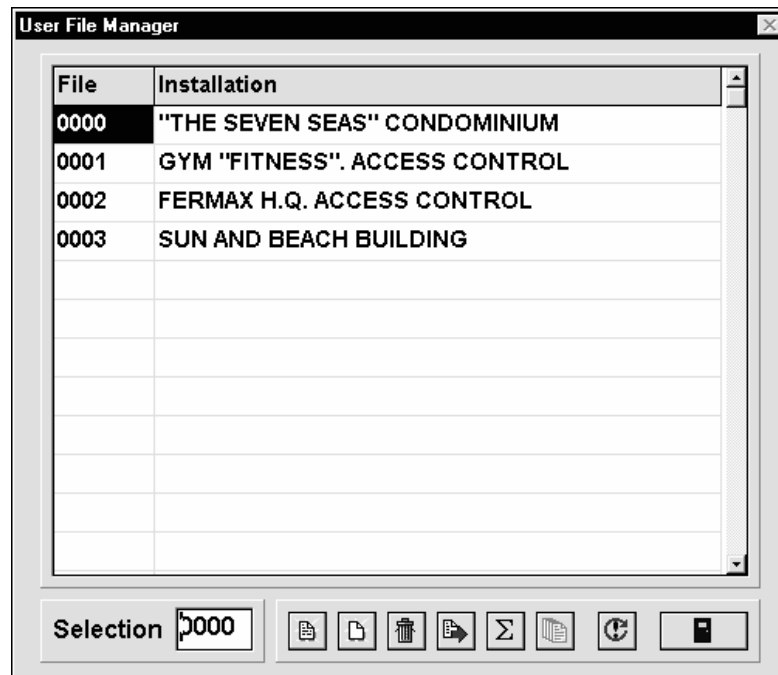 User File Manager
File Installation
0000 "THE SEVEN SEAS" CONDOMINIUM
0001 GYM "FITNESS". ACCESS CONTROL
0002 FERMAX H.Q. ACCESS CONTROL
0003 SUN AND BEACH BUILDING
Selection 0000 Σ